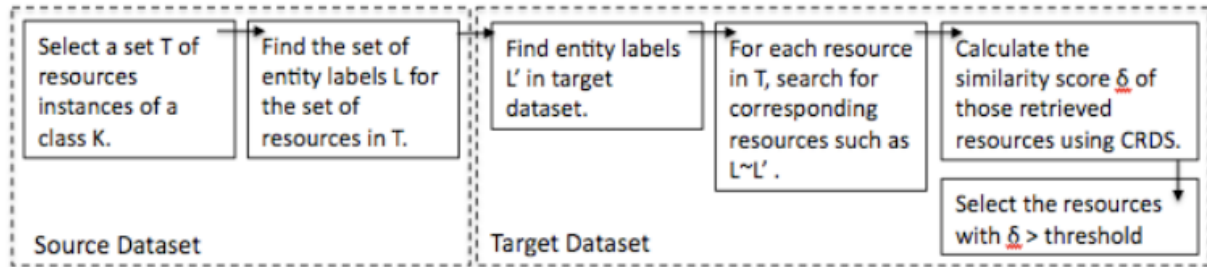 Select a set T of
resources
instances of a
class K.
Find the set of
entity labels L for
the set of
resources in T.
Source Dataset
Find entity labels
L' in target
dataset.
For each resource
in T, search for
corresponding
resources such as
L~L' .
Calculate the
similarity score δ of
those retrieved
resources using CRDS.
Select the resources
with δ > threshold
Target Dataset